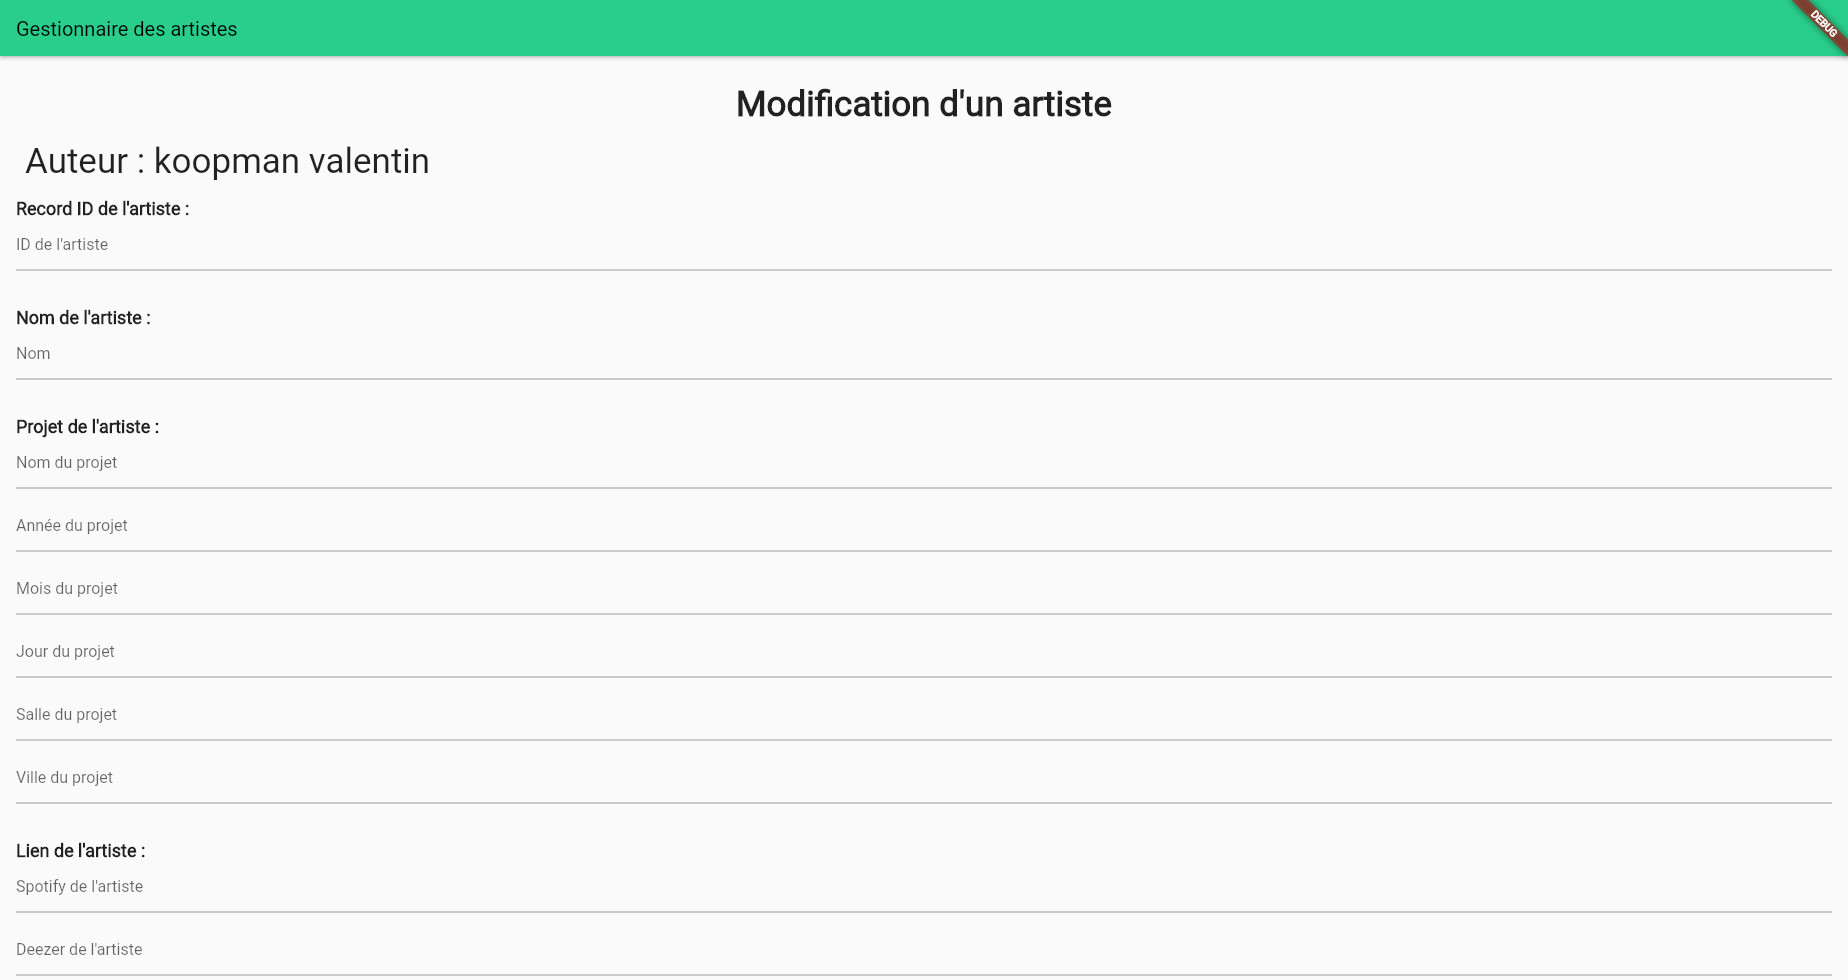 Gestionnaire des artistes
DEBUG
Modification d'un artiste
Auteur : koopman valentin
Record ID de l'artiste :
ID de l'artiste
Nom de l'artiste :
Nom
Projet de l'artiste :
Nom du projet
Année du projet
Mois du projet
Jour du projet
Salle du projet
Ville du projet
Lien de l'artiste :
Spotify de l'artiste
Deezer de l'artiste